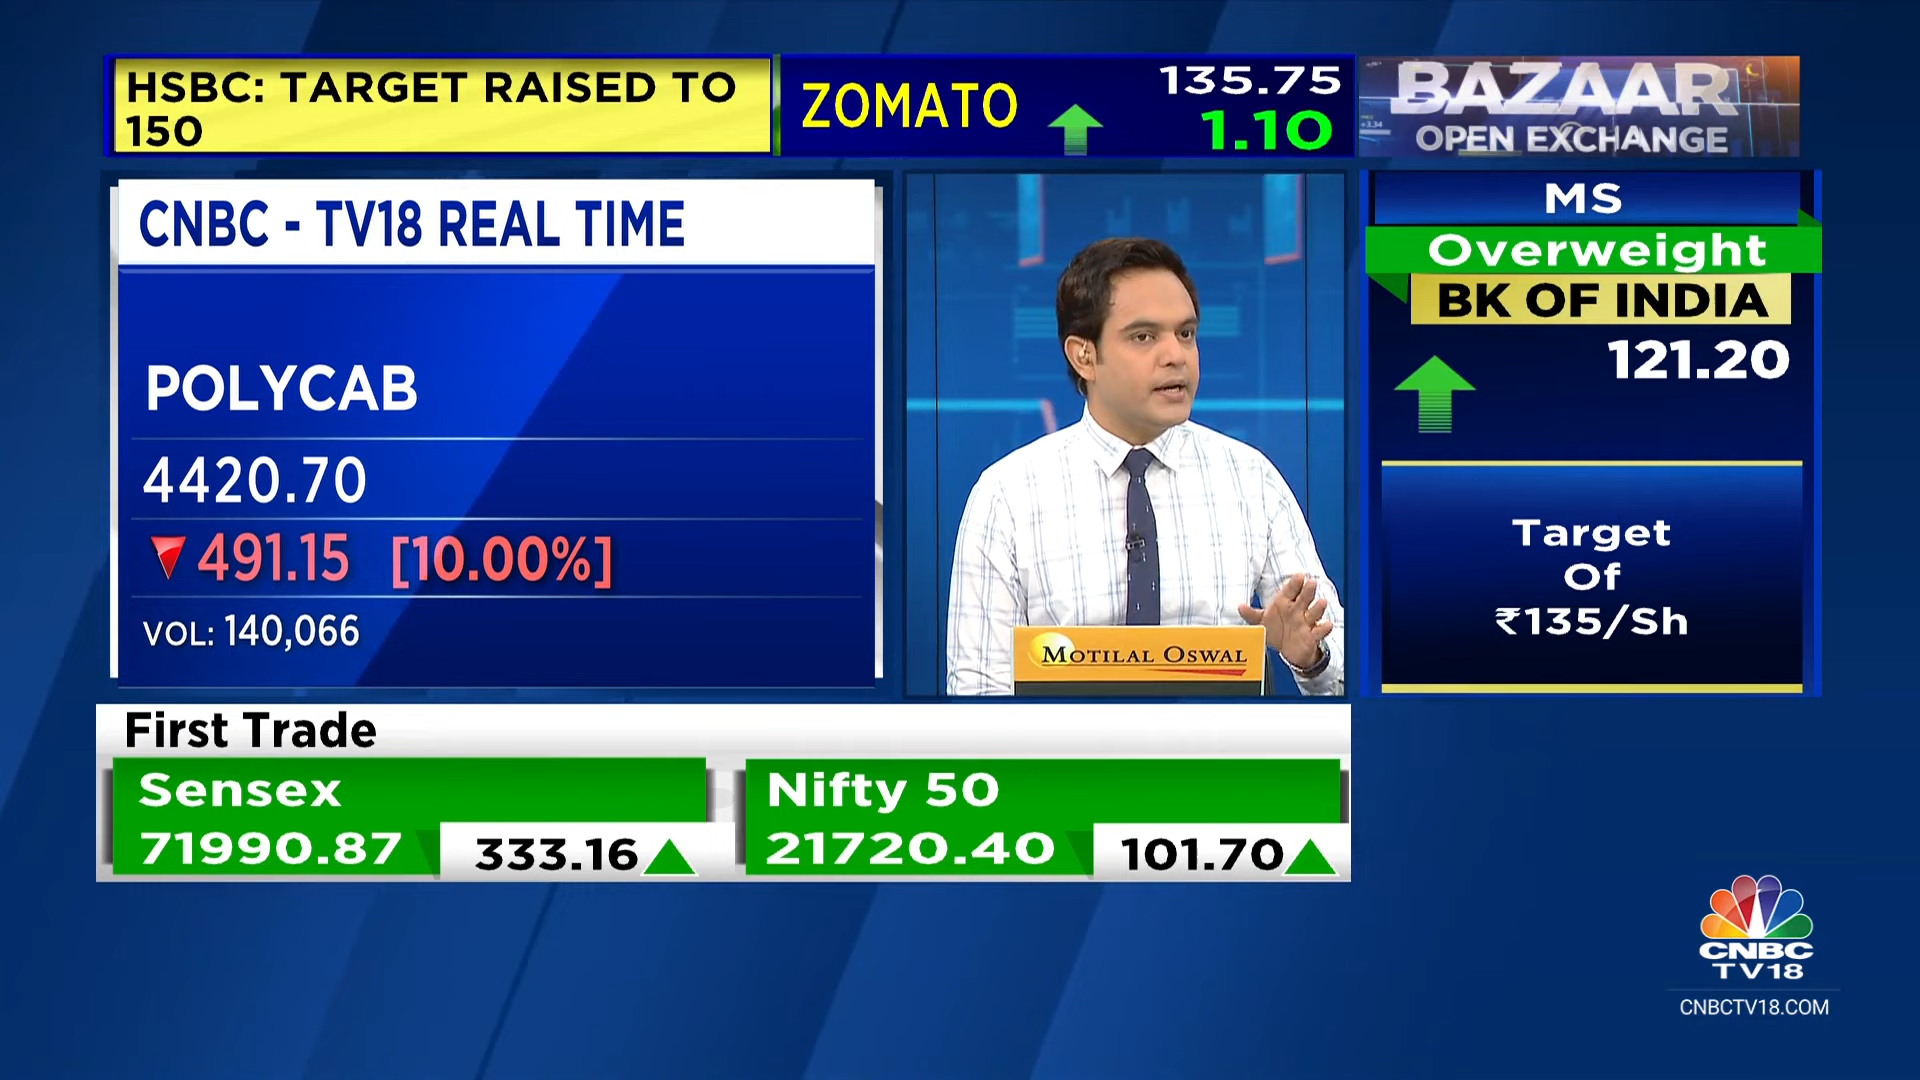 HSBC: TARGET RAISED TO
150
ZOMATO
135.75
1.10
BAZAAR
OPEN EXCHANGE
CNBC - TV18 REAL TIME
POLYCAB
4420.70
491.15 [10.00%]
VOL: 140,066
MOTILAL OSWAL
MS
Overweight
BK OF INDIA
121.20
Target
Of
₹135/Sh
First Trade
Sensex
71990.87 333.16
Nifty 50
21720.40 101.70
CNBC
TV18
CNBCTV18.COM